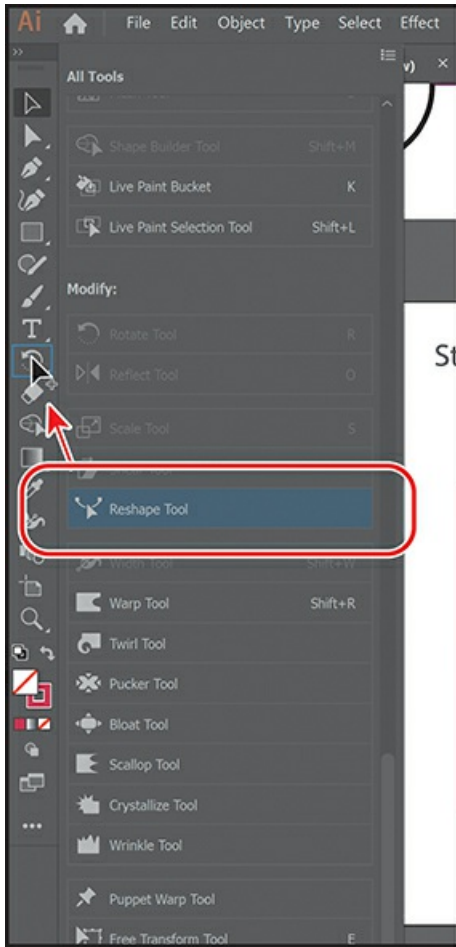 Ai File Edit Object Type Select Effect
All Tools
v) ×
Shape Builder Tool Shift+M
Live Paint Bucket K
Live Paint Selection Tool Shift+L
Modify:
Rotate Tool R
St
Reflect Tool O
Scale Tool S
Reshape Tool
Width Tool Shift+W
Warp Tool Shift+R
Twirl Tool
Pucker Tool
Bloat Tool
Scallop Tool
Crystallize Tool
Wrinkle Tool
Puppet Warp Tool
Free Transform Tool E